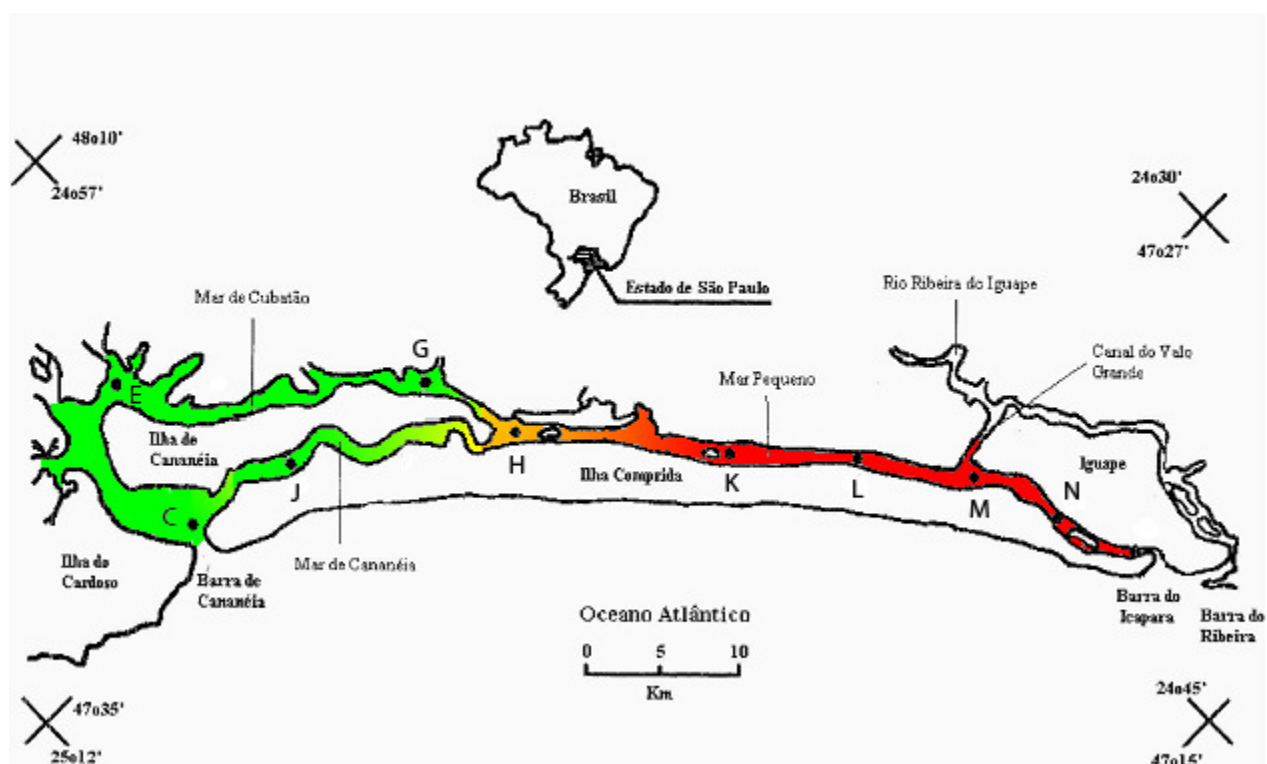 48o10'
24o57'
24o30'
47o27'
Brasil
Estado de São Paulo
Mar de Cubatão
Rio Ribeira do Iguape
Canal do Valo
Grande
G
E
Mar Pequeno
Ilha de
Cananéia
H
Ilha Comprida
K
L
M
N
Iguape
J
C
Ilha do
Cardoso
Barra de
Cananéia
Mar de Cananéia
Oceano Atlântico
0 5 10
Km
Barra do
Icapara
Barra do
Ribeira
47o35'
25o12'
24o45'
47o15'